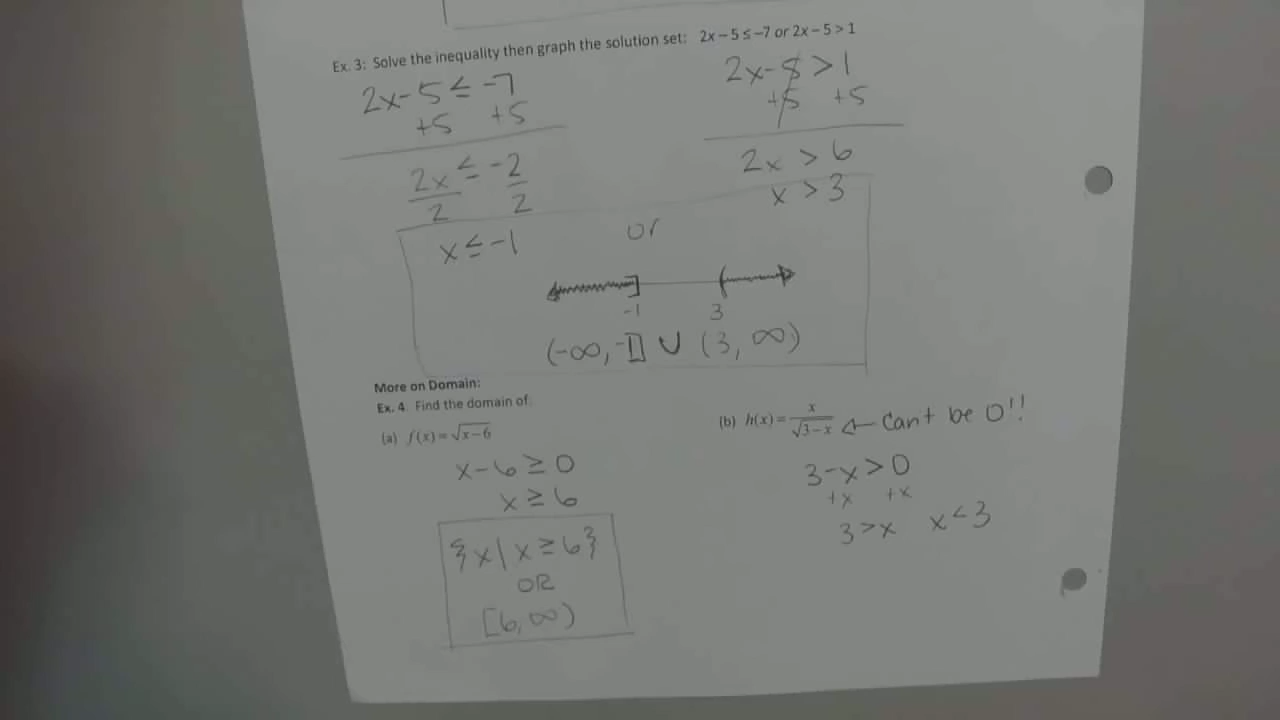 Ex. 3: Solve the inequality then graph the solution set: 2x – 5 ≤ –7 or 2x – 5 > 1
2x - 5 ≤ -7
+5 +5
2x ≤ -2
2 2
x ≤ -1
2x - 5 > 1
+5 +5
2x > 6
x > 3
or
-1 3
(-∞, -1] ∪ (3, ∞)
More on Domain:
Ex. 4 Find the domain of:
(a) f(x) = √x–6
x - 6 ≥ 0
x ≥ 6
{x | x ≥ 6}
OR
[6, ∞)
(b) h(x) = x/√3–x ← Can't be 0!!
3 - x > 0
+x +x
3 > x x < 3